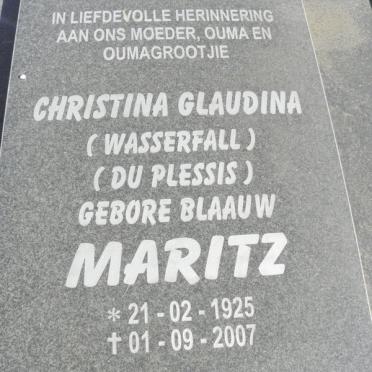 IN LIEFDEVOLLE HERINNERING
AAN ONS MOEDER, OUMA EN
OUMAGROOTJIE
CHRISTINA GLAUDINA
( WASSERFALL )
( DU PLESSIS )
GEBORE BLAAUW
MARITZ
* 21 - 02 - 1925
† 01 - 09 - 2007